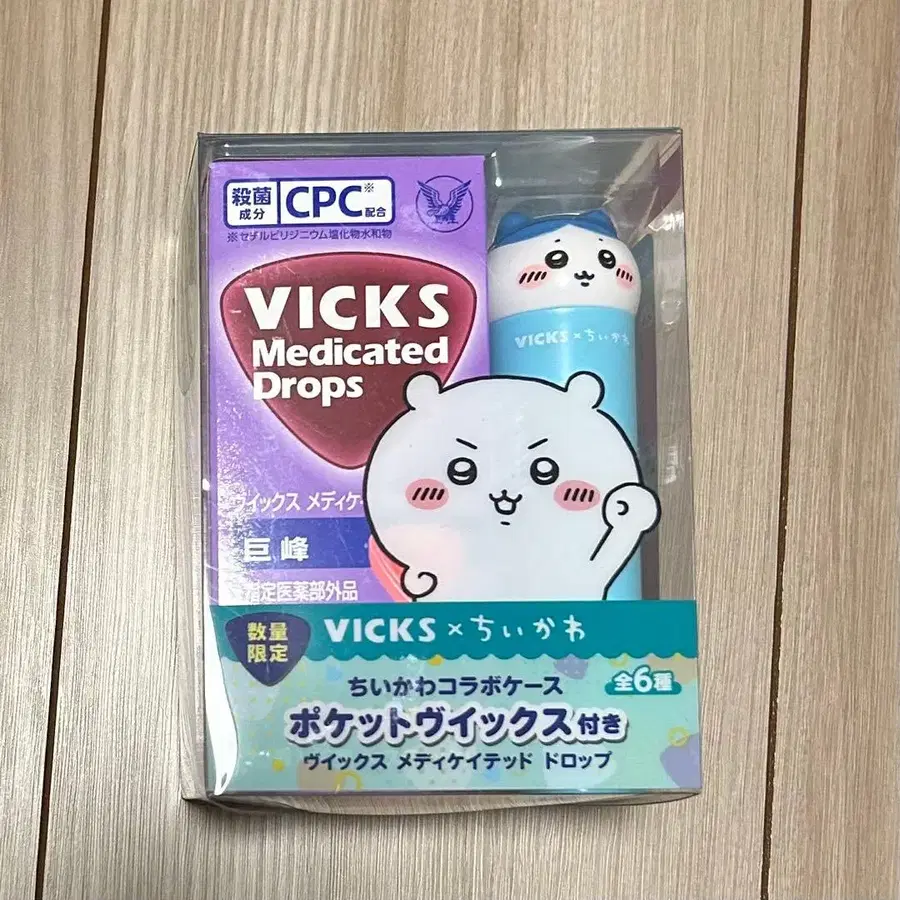 殺菌成分 CPC※配合
※セチルピリジニウム塩化物水和物
VICKS
Medicated
Drops
ヴイックス メディケ
巨峰
指定医薬部外品
VICKS×ちいかわ
数量限定
VICKS×ちいかわ
ちいかわコラボケース
全6種
ポケットヴイックス付き
ヴイックス メディケイテッド ドロップ